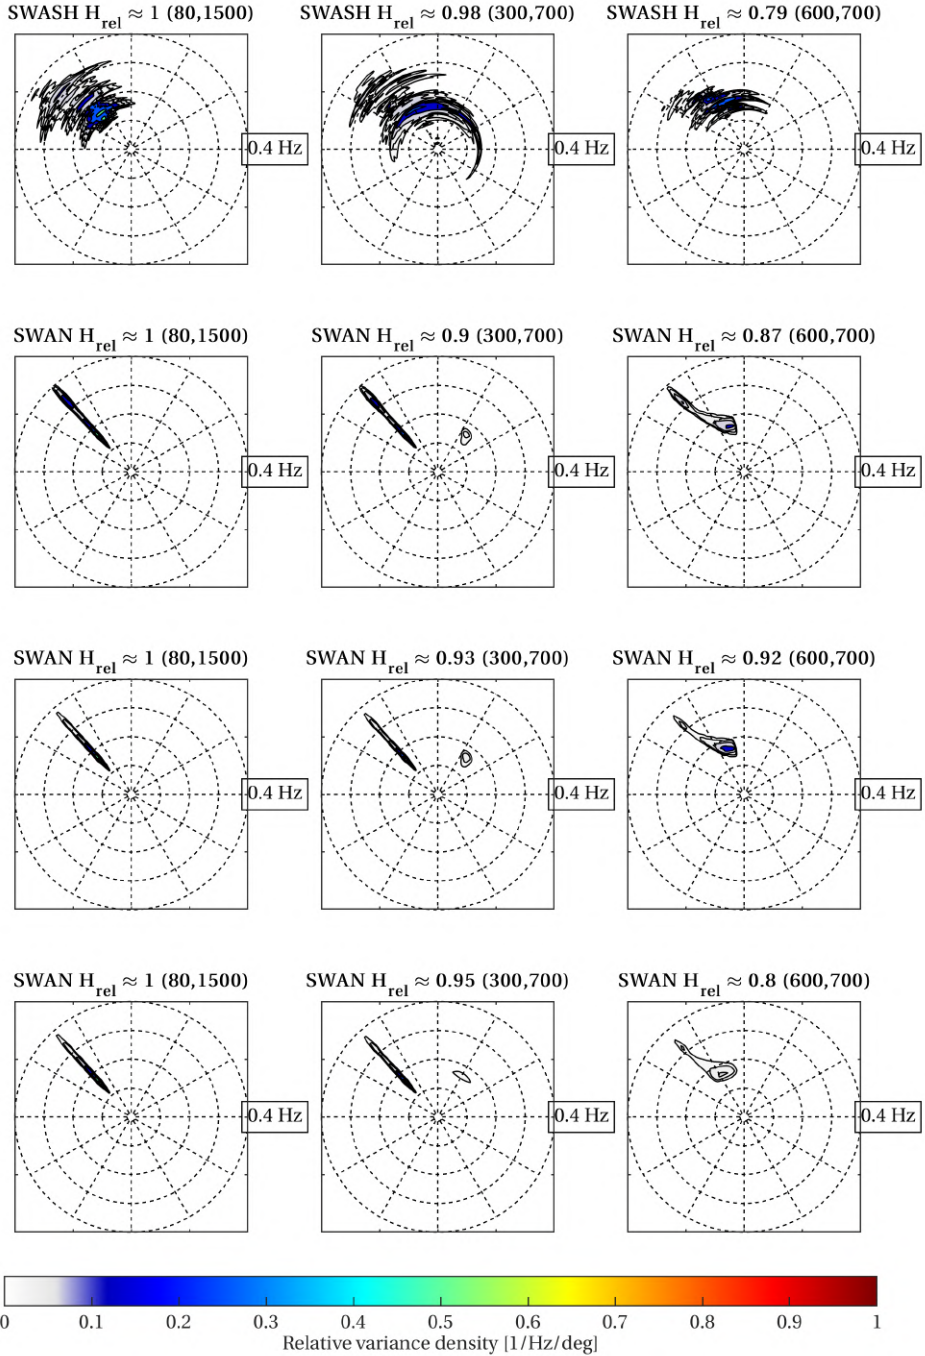 SWASH H_rel ≈ 1 (80,1500) SWASH H_rel ≈ 0.98 (300,700) SWASH H_rel ≈ 0.79 (600,700)
0.4 Hz 0.4 Hz 0.4 Hz
SWAN H_rel ≈ 1 (80,1500) SWAN H_rel ≈ 0.9 (300,700) SWAN H_rel ≈ 0.87 (600,700)
0.4 Hz 0.4 Hz 0.4 Hz
SWAN H_rel ≈ 1 (80,1500) SWAN H_rel ≈ 0.93 (300,700) SWAN H_rel ≈ 0.92 (600,700)
0.4 Hz 0.4 Hz 0.4 Hz
SWAN H_rel ≈ 1 (80,1500) SWAN H_rel ≈ 0.95 (300,700) SWAN H_rel ≈ 0.8 (600,700)
0.4 Hz 0.4 Hz 0.4 Hz
0 0.1 0.2 0.3 0.4 0.5 0.6 0.7 0.8 0.9 1
Relative variance density [1/Hz/deg]